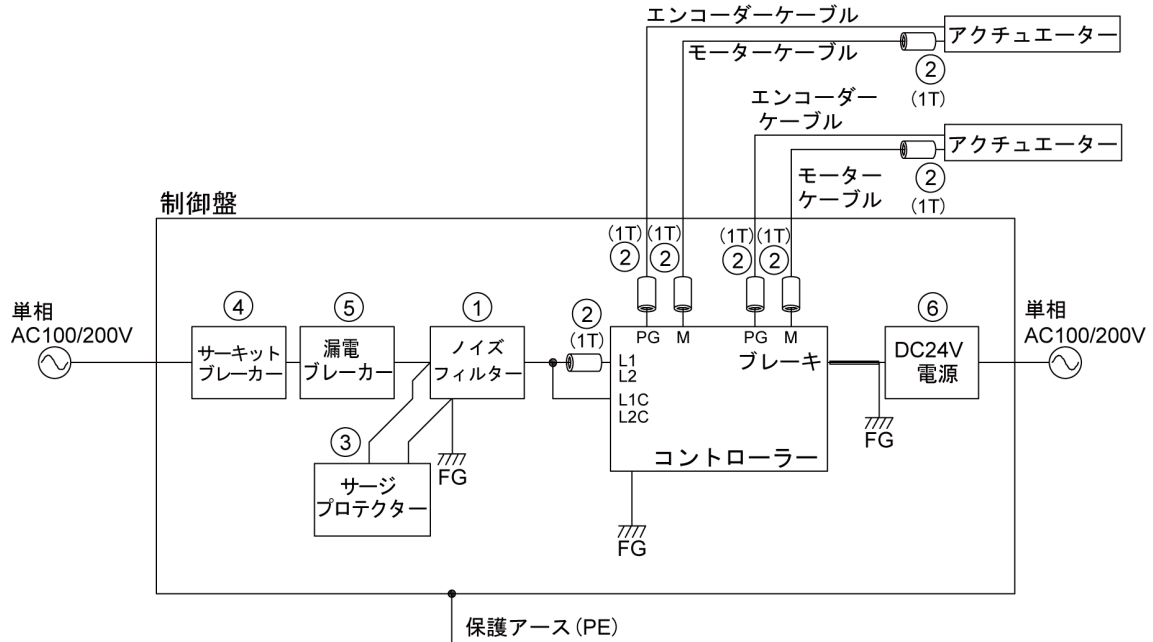 エンコーダーケーブル
アクチュエーター
モーターケーブル
②
(1T)
エンコーダー
ケーブル
アクチュエーター
モーター
ケーブル
②
(1T)
制御盤
(1T)
②
(1T)
②
(1T)
②
(1T)
②
単相
AC100/200V
④
サーキット
ブレーカー
⑤
漏電
ブレーカー
①
ノイズ
フィルター
②
(1T)
PG
M
PG
M
L1
L2
L1C
L2C
ブレーキ
コントローラー
⑥
DC24V
電源
単相
AC100/200V
③
サージ
プロテクター
FG
FG
FG
保護アース(PE)